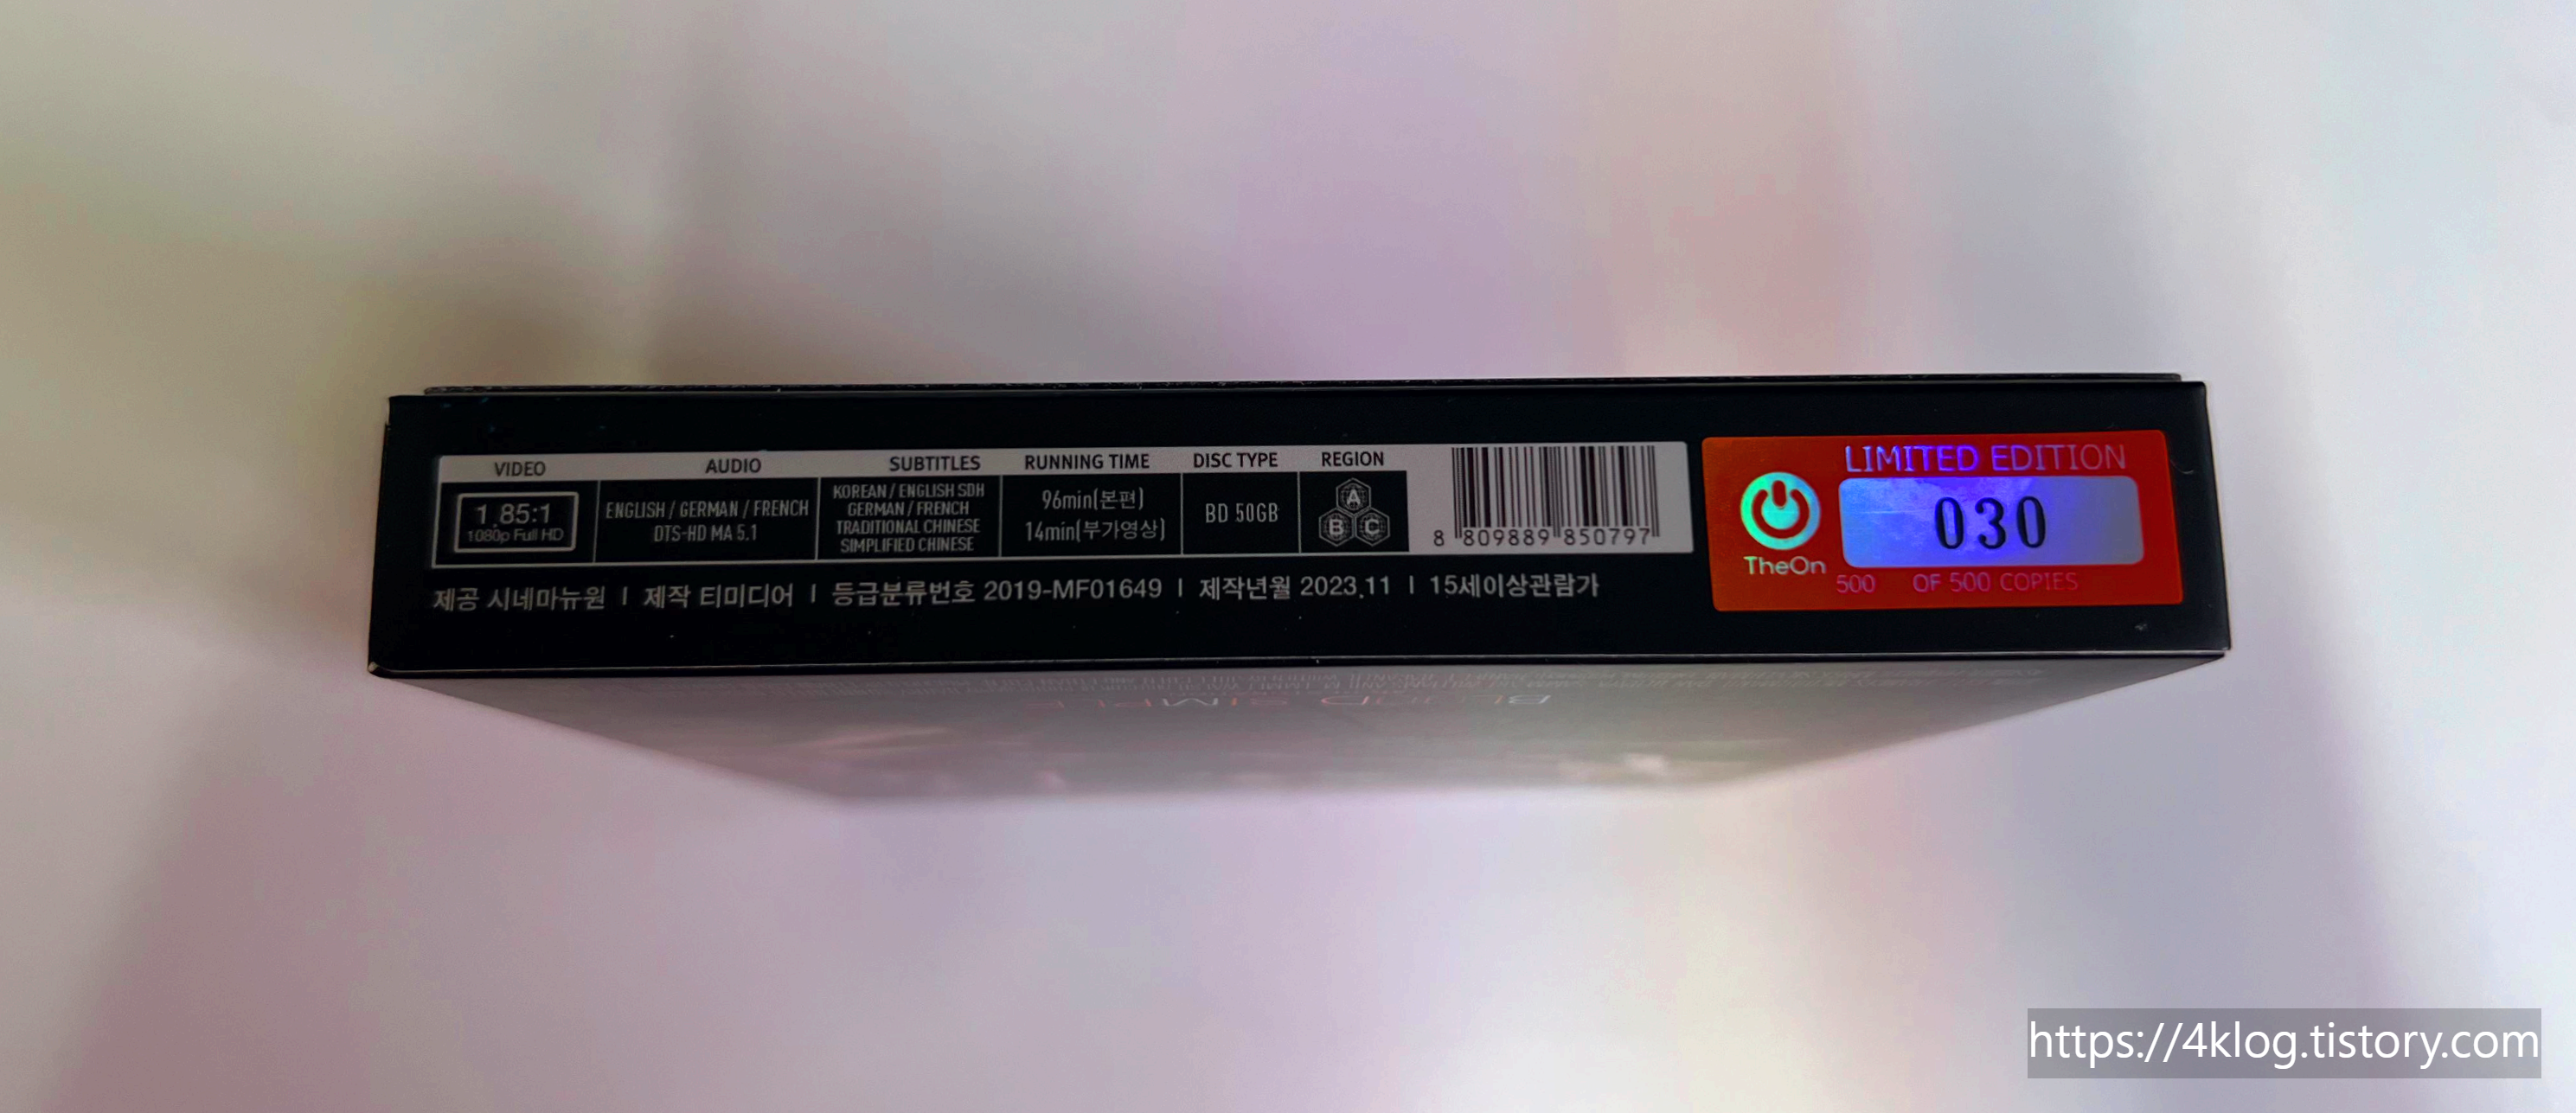 VIDEO AUDIO SUBTITLES RUNNING TIME DISC TYPE REGION
1.85:1
1080p Full HD
ENGLISH / GERMAN / FRENCH
DTS-HD MA 5.1
KOREAN / ENGLISH SDH
GERMAN / FRENCH
TRADITIONAL CHINESE
SIMPLIFIED CHINESE
96min(본편)
14min(부가영상)
BD 50GB
A
B C
8 809889 850797
제공 시네마뉴원 | 제작 티미디어 | 등급분류번호 2019-MF01649 | 제작년월 2023.11 | 15세이상관람가
LIMITED EDITION
030
TheOn
500 OF 500 COPIES
BLOOD SIMPLE
https://4klog.tistory.com